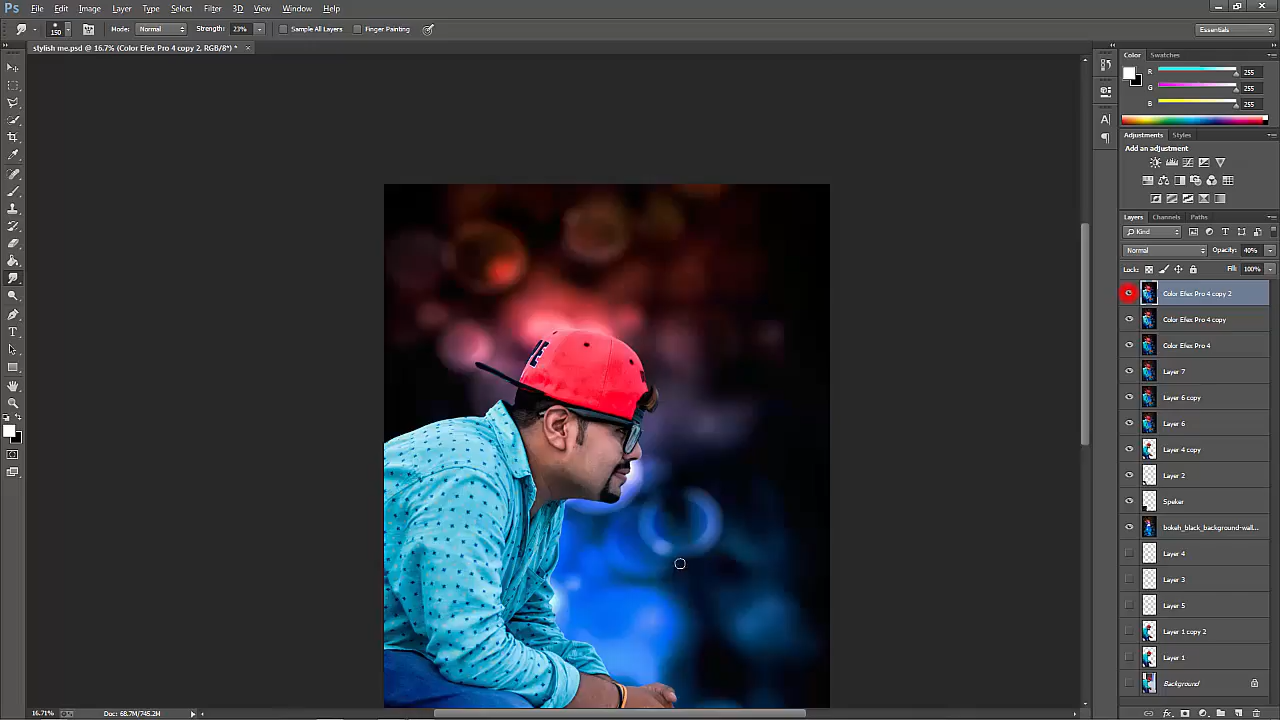 Ps File Edit Image Layer Type Select Filter 3D View Window Help
150 Mode: Normal Strength: 23% Sample All Layers Finger Painting Essentials
stylish me.psd @ 16.7% (Color Efex Pro 4 copy 2, RGB/8*) * ×
Color Swatches
R 255
G 255
B 255
Adjustments Styles
Add an adjustment
Layers Channels Paths
Kind
Normal Opacity: 40%
Lock: Fill: 100%
Color Efex Pro 4 copy 2
Color Efex Pro 4 copy
Color Efex Pro 4
Layer 7
Layer 6 copy
Layer 6
Layer 4 copy
Layer 2
Speker
bokeh_black_background-wall...
Layer 4
Layer 3
Layer 5
Layer 1 copy 2
Layer 1
Background
16.71% Doc: 68.7M/745.2M